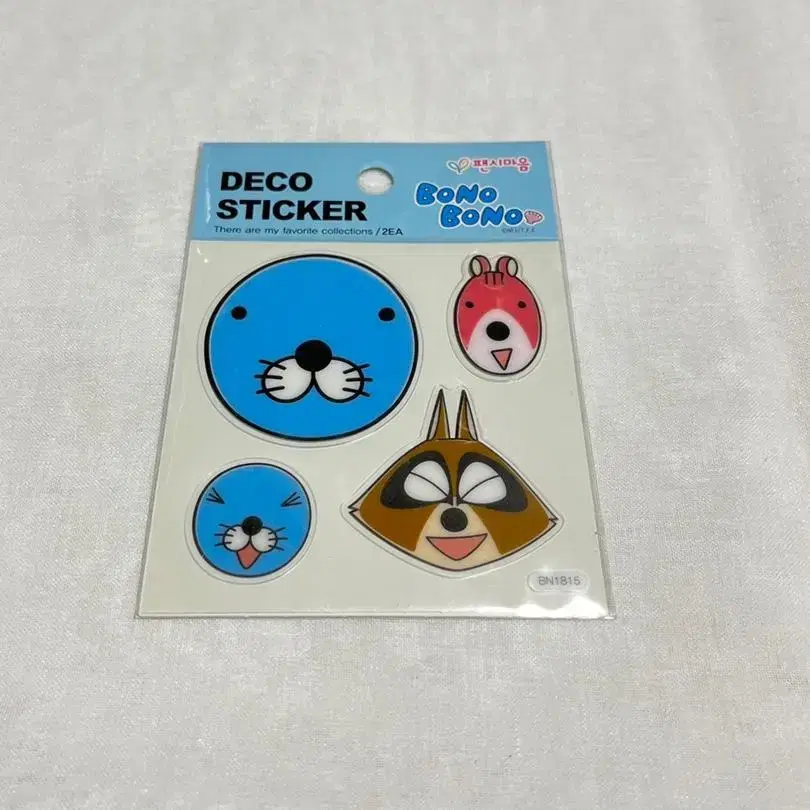 DECO
STICKER
There are my favorite collections/2EA
팬시마음
BONO
BONO
BN1815